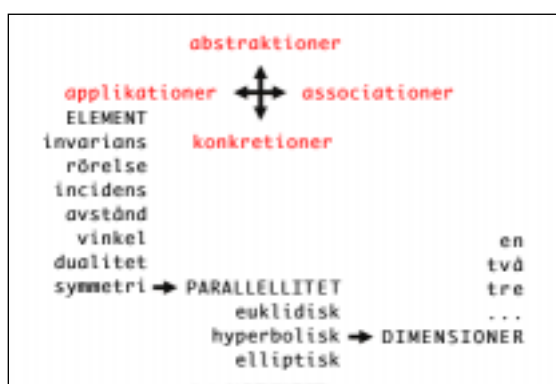 abstraktioner
applikationer associationer
ELEMENT
invarians konkretioner
rörelse
incidens
avstånd
vinkel en
dualitet två
symmetri PARALLELLITET tre
euklidisk ...
hyperbolisk DIMENSIONER
elliptisk